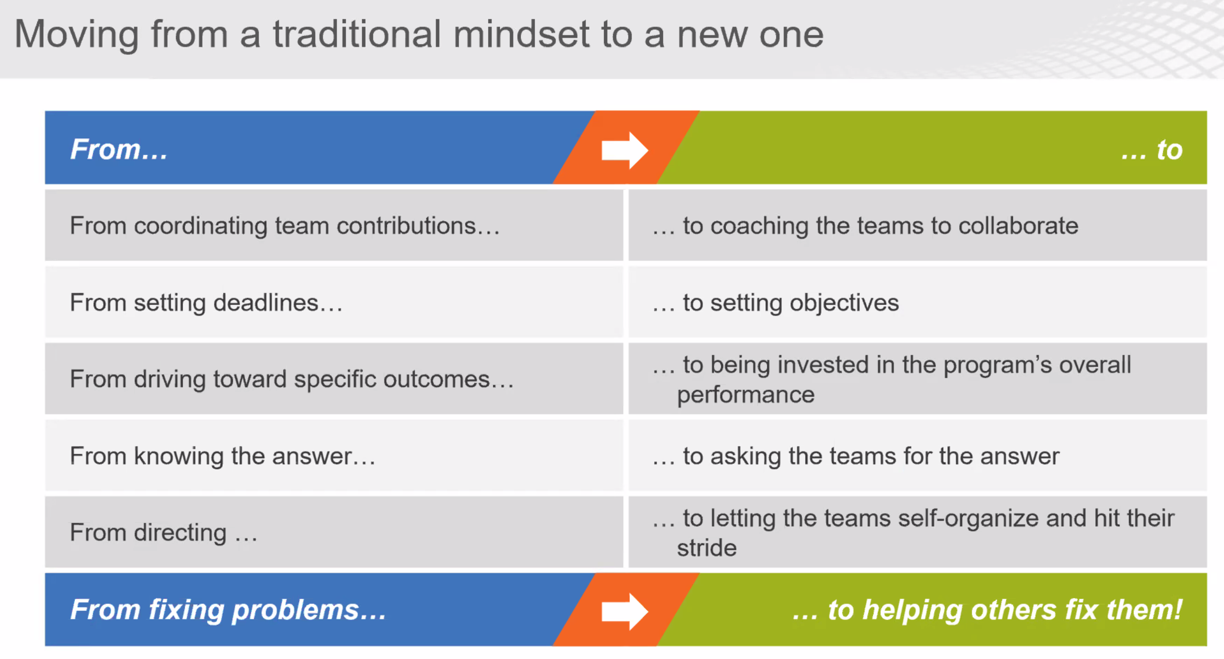 Moving from a traditional mindset to a new one
From…
… to
From coordinating team contributions…
… to coaching the teams to collaborate
From setting deadlines…
… to setting objectives
From driving toward specific outcomes…
… to being invested in the program’s overall
performance
From knowing the answer…
… to asking the teams for the answer
From directing …
… to letting the teams self-organize and hit their
stride
From fixing problems…
… to helping others fix them!